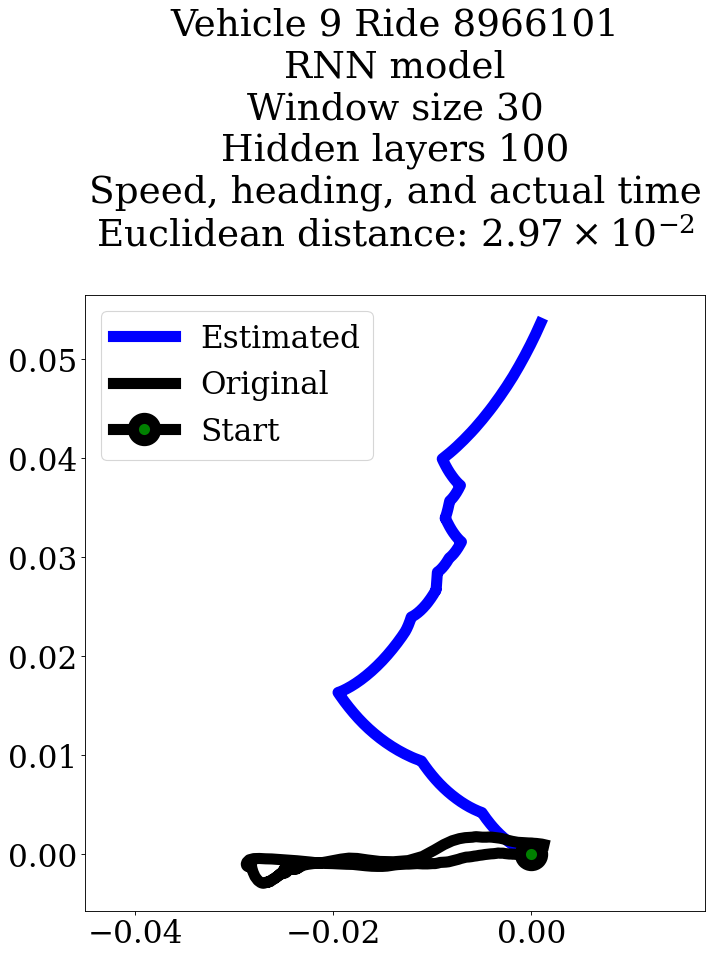 Vehicle 9 Ride 8966101
RNN model
Window size 30
Hidden layers 100
Speed, heading, and actual time
Euclidean distance: 2.97 × 10⁻²
Estimated
Original
Start
0.05
0.04
0.03
0.02
0.01
0.00
−0.04 −0.02 0.00